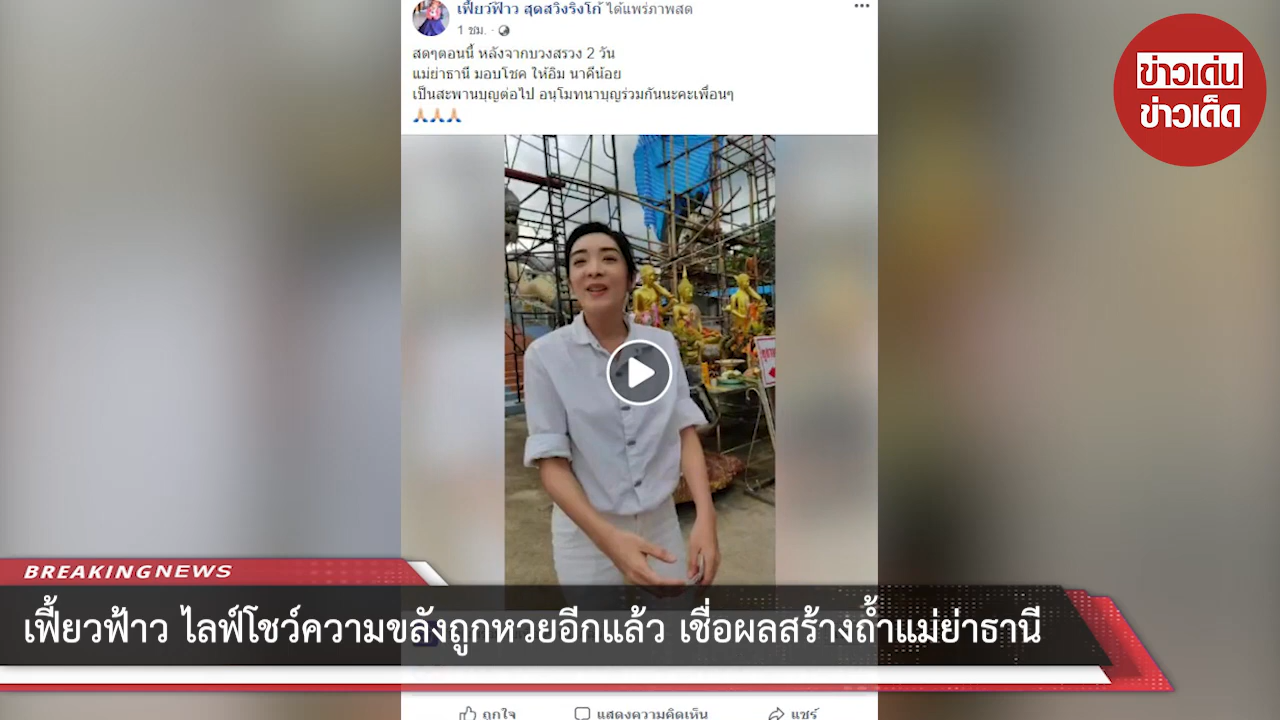 เฟี้ยวฟ้าว สุดสวิงริงโก้ ได้แพร่ภาพสด
1 ชม.
สดๆตอนนี้ หลังจากบวงสรวง 2 วัน
แม่ย่าธานี มอบโชค ให้อิม นาคีน้อย
เป็นสะพานบุญต่อไป อนุโมทนาบุญร่วมกันนะคะเพื่อนๆ
ข่าวเด่น
ข่าวเด็ด
BREAKINGNEWS
เฟี้ยวฟ้าว ไลฟ์โชว์ความขลังถูกหวยอีกแล้ว เชื่อผลสร้างถ้ำแม่ย่าธานี
ถูกใจ แสดงความคิดเห็น แชร์